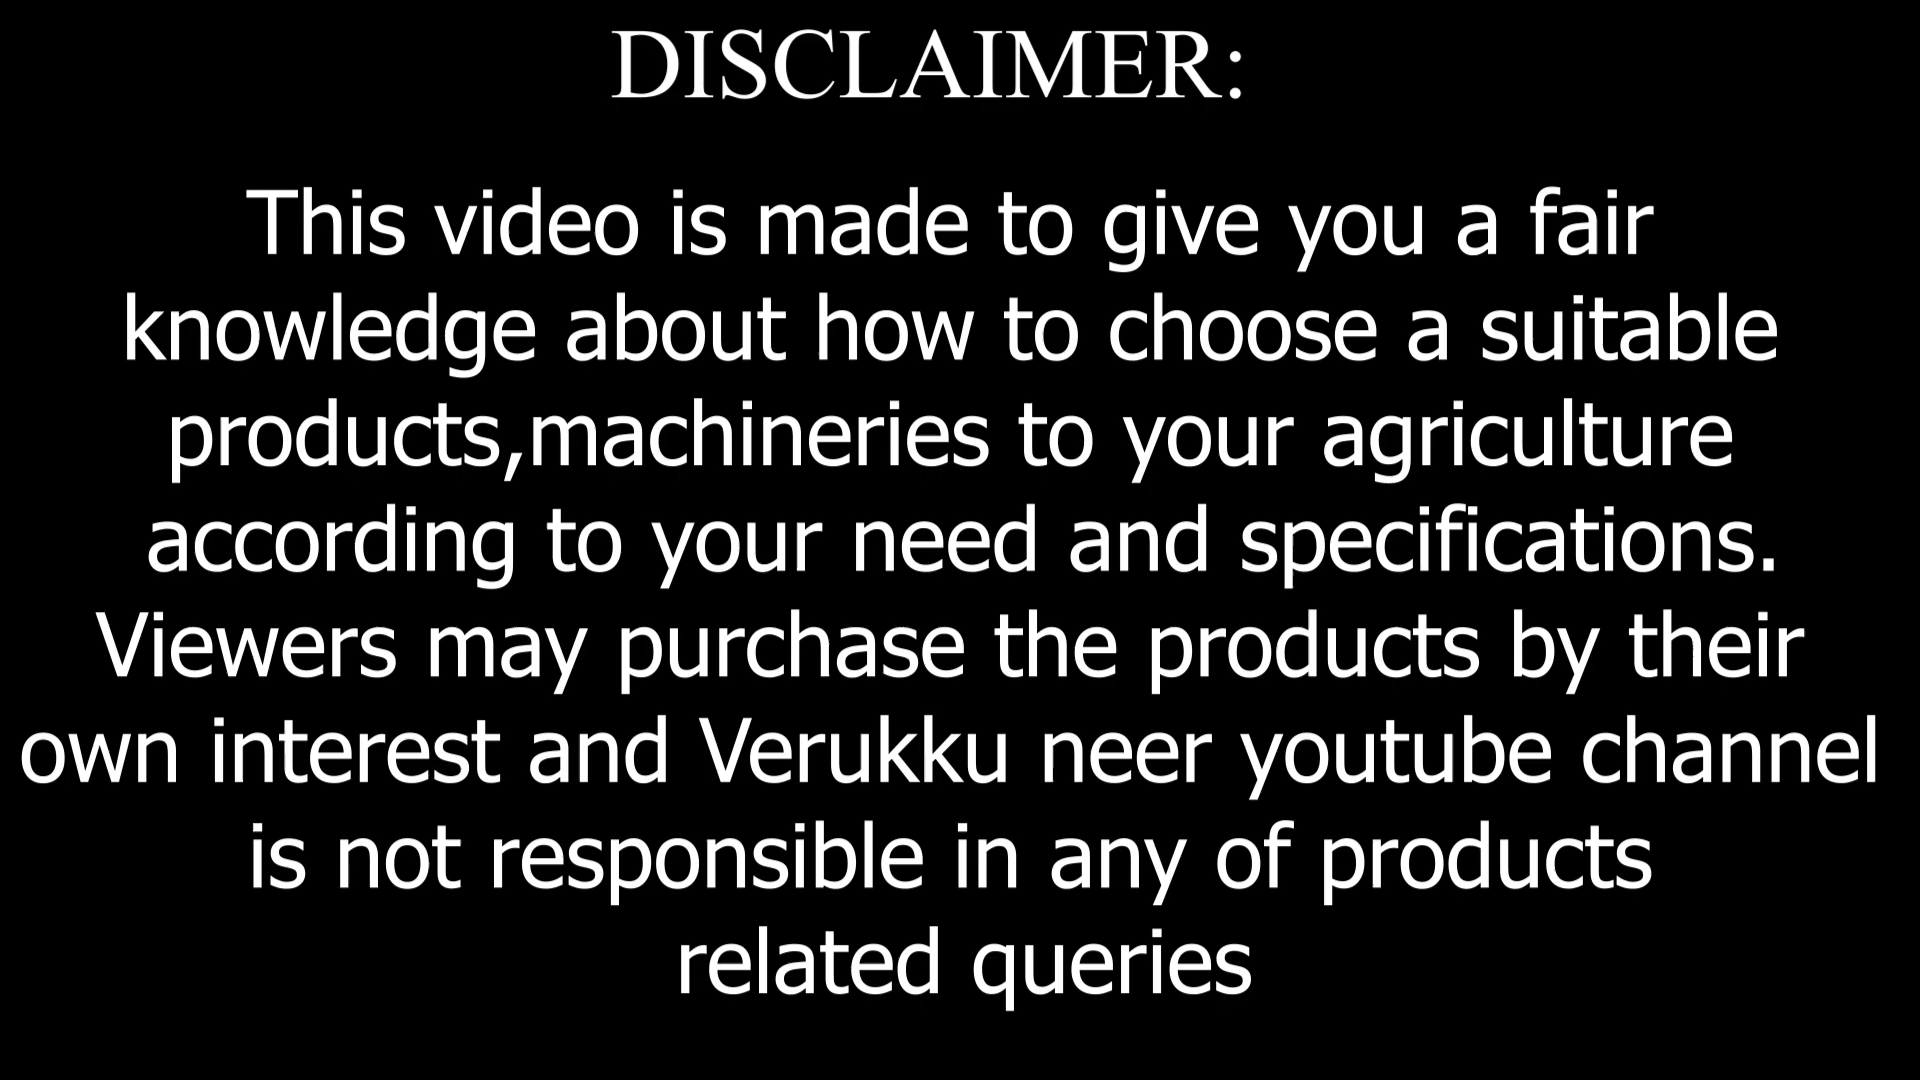 DISCLAIMER:
This video is made to give you a fair
knowledge about how to choose a suitable
products,machineries to your agriculture
according to your need and specifications.
Viewers may purchase the products by their
own interest and Verukku neer youtube channel
is not responsible in any of products
related queries